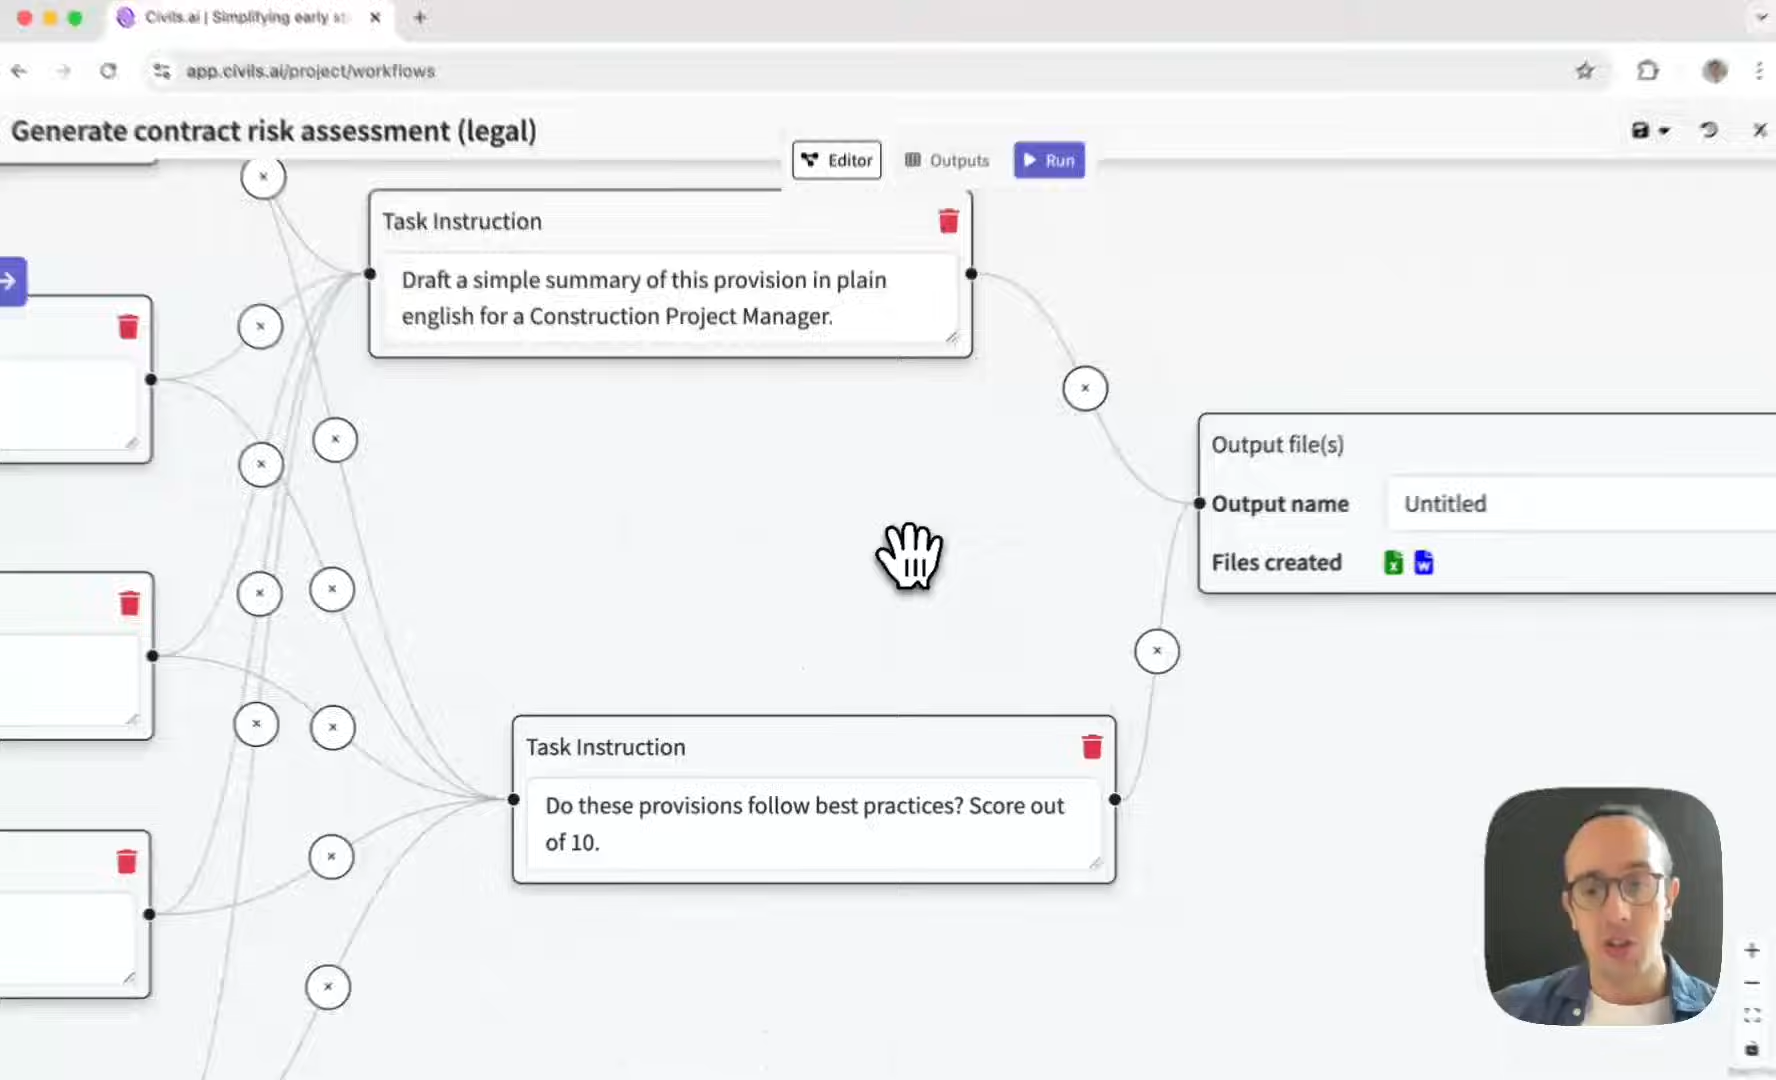 Civils.ai | Simplifying early st
app.civils.ai/project/workflows
Generate contract risk assessment (legal)
Editor
Outputs
Run
Task Instruction
Draft a simple summary of this provision in plain
english for a Construction Project Manager.
Output file(s)
Output name
Untitled
Files created
Task Instruction
Do these provisions follow best practices? Score out
of 10.